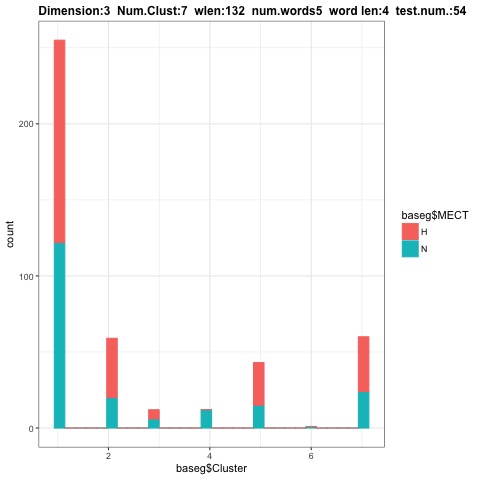 Dimension:3 Num.Clust:7 wlen:132 num.words5 word len:4 test.num.:54
200
100
0
count
2 4 6
baseg$Cluster
baseg$MECT
H
N